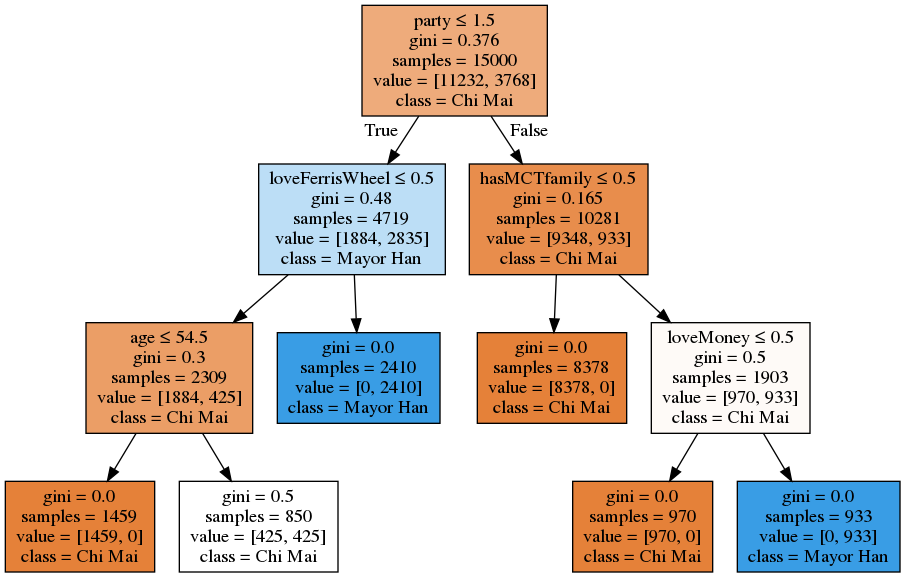 party ≤ 1.5
gini = 0.376
samples = 15000
value = [11232, 3768]
class = Chi Mai
True
False
loveFerrisWheel ≤ 0.5
gini = 0.48
samples = 4719
value = [1884, 2835]
class = Mayor Han
hasMCTfamily ≤ 0.5
gini = 0.165
samples = 10281
value = [9348, 933]
class = Chi Mai
age ≤ 54.5
gini = 0.3
samples = 2309
value = [1884, 425]
class = Chi Mai
gini = 0.0
samples = 2410
value = [0, 2410]
class = Mayor Han
gini = 0.0
samples = 8378
value = [8378, 0]
class = Chi Mai
loveMoney ≤ 0.5
gini = 0.5
samples = 1903
value = [970, 933]
class = Chi Mai
gini = 0.0
samples = 1459
value = [1459, 0]
class = Chi Mai
gini = 0.5
samples = 850
value = [425, 425]
class = Chi Mai
gini = 0.0
samples = 970
value = [970, 0]
class = Chi Mai
gini = 0.0
samples = 933
value = [0, 933]
class = Mayor Han